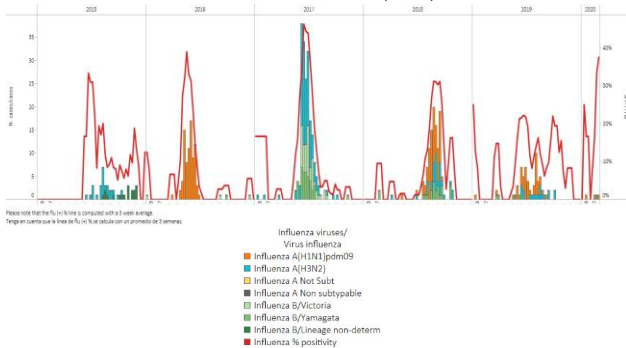 2015 2016 2017 2018 2019 2020
35
30
25
20
15
10
5
0
40%
30%
20%
10%
0%
Please note that the flu (+) % line is computed with a 3 week average.
Tenga en cuenta que la línea de flu (+) % se calcula con un promedio de 3 semanas.
Influenza viruses/
Virus influenza
Influenza A(H1N1)pdm09
Influenza A(H3N2)
Influenza A Not Subt
Influenza A Non subtypable
Influenza B/Victoria
Influenza B/Yamagata
Influenza B/Lineage non-determ
Influenza % positivity